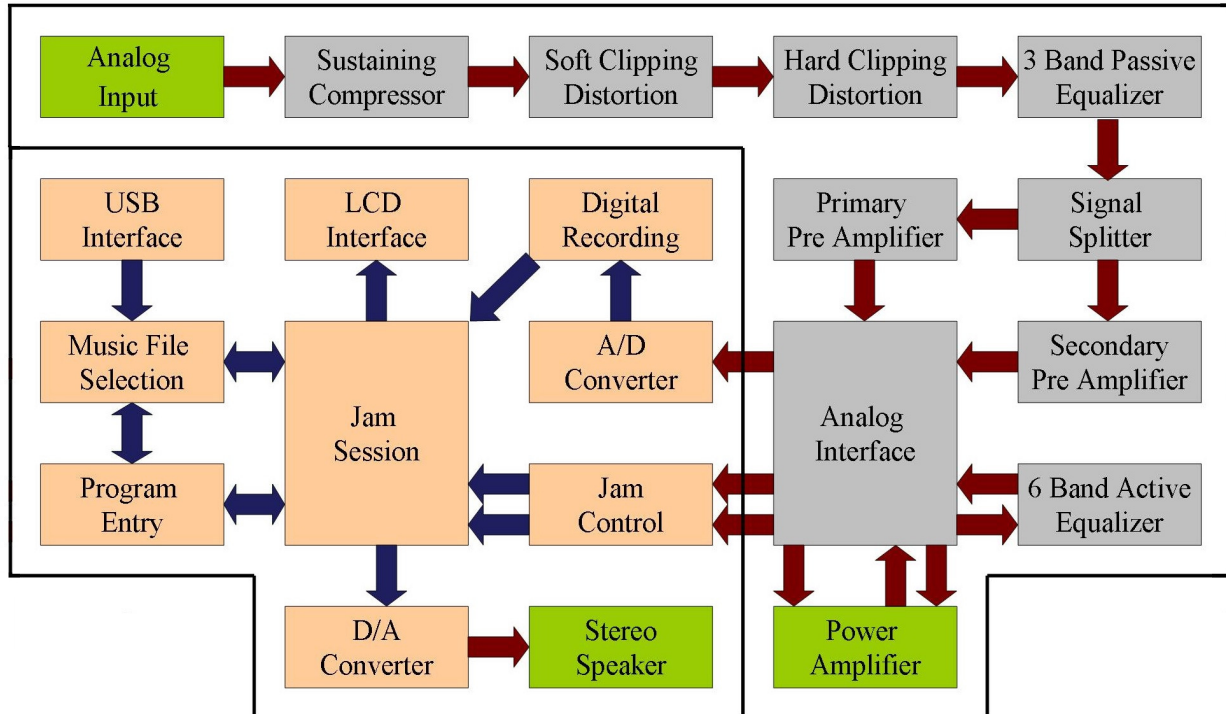 Analog
Input
Sustaining
Compressor
Soft Clipping
Distortion
Hard Clipping
Distortion
3 Band Passive
Equalizer
USB
Interface
LCD
Interface
Digital
Recording
Primary
Pre Amplifier
Signal
Splitter
Music File
Selection
Jam
Session
A/D
Converter
Analog
Interface
Secondary
Pre Amplifier
Program
Entry
Jam
Control
6 Band Active
Equalizer
D/A
Converter
Stereo
Speaker
Power
Amplifier